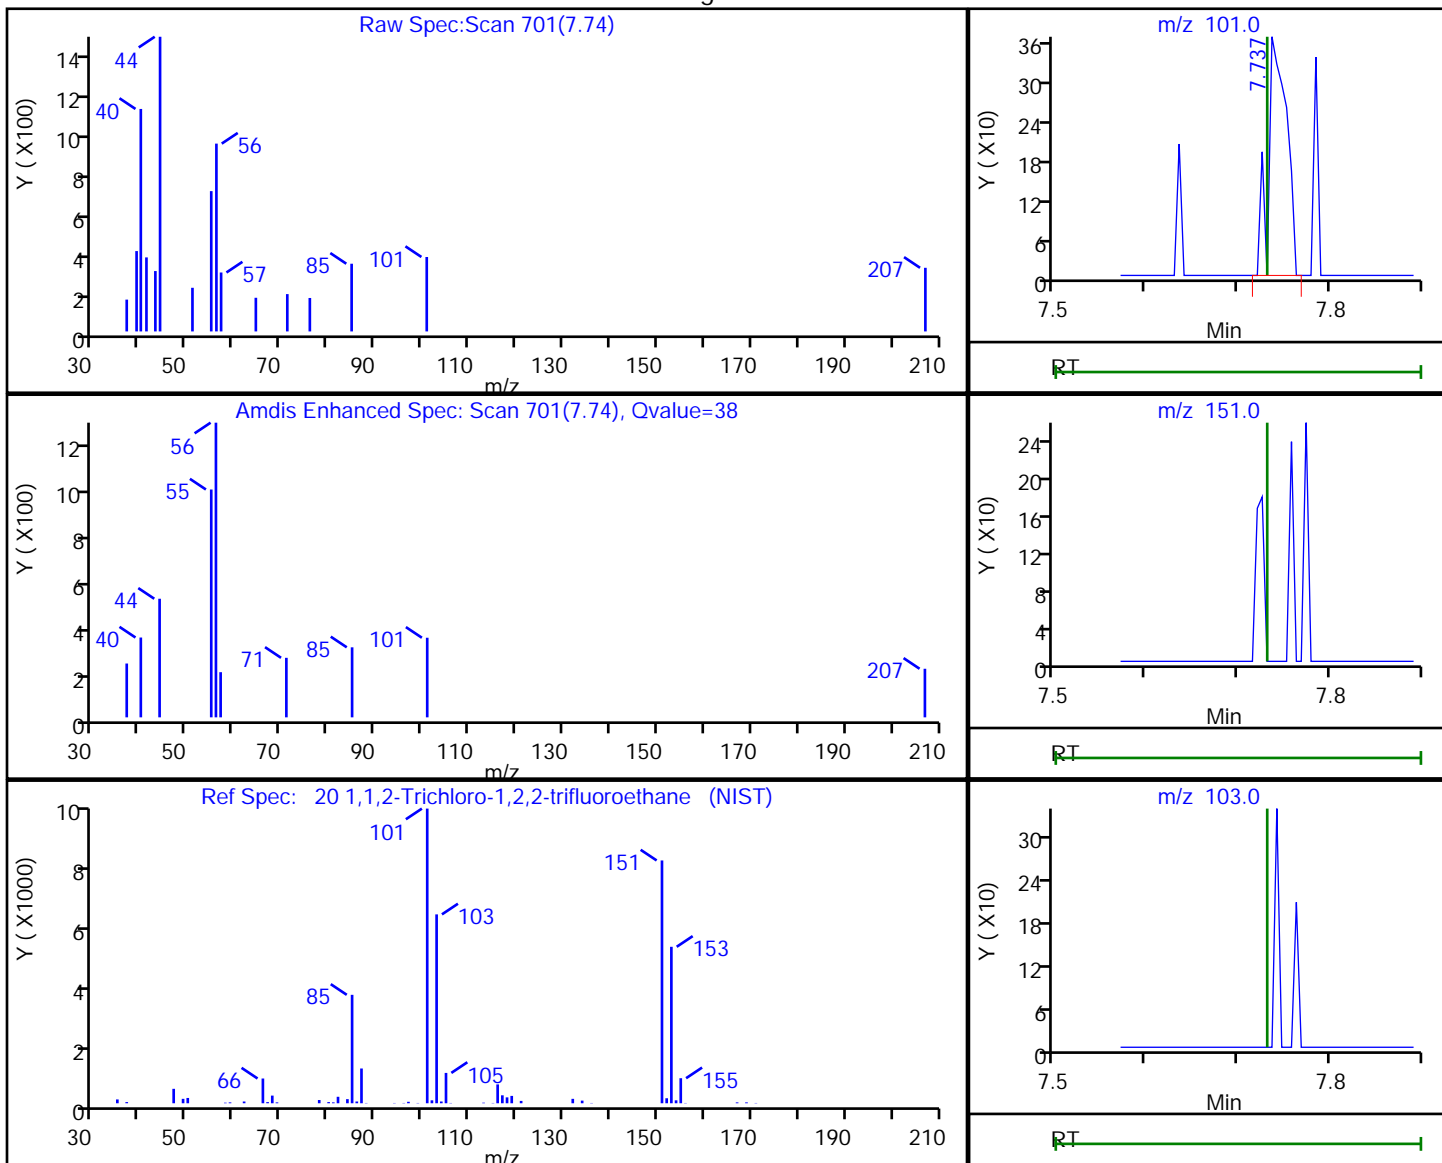 Raw Spec:Scan 701(7.74)
Y ( X100)
14
12
10
8
6
4
2
0
44
40
56
57
85
101
207
30 50 70 90 110 130 150 170 190 210
m/z
m/z 101.0
Y ( X10)
36
30
24
18
12
6
0
7.737
7.5 7.8
Min
RT
Amdis Enhanced Spec: Scan 701(7.74), Qvalue=38
Y ( X100)
12
10
8
6
4
2
0
56
55
44
40
71
85
101
207
30 50 70 90 110 130 150 170 190 210
m/z
m/z 151.0
Y ( X10)
24
20
16
12
8
4
0
7.5 7.8
Min
RT
Ref Spec: 20 1,1,2-Trichloro-1,2,2-trifluoroethane (NIST)
Y ( X1000)
10
8
6
4
2
0
101
151
103
153
85
66
105
155
30 50 70 90 110 130 150 170 190 210
m/z
m/z 103.0
Y ( X10)
30
24
18
12
6
0
7.5 7.8
Min
RT